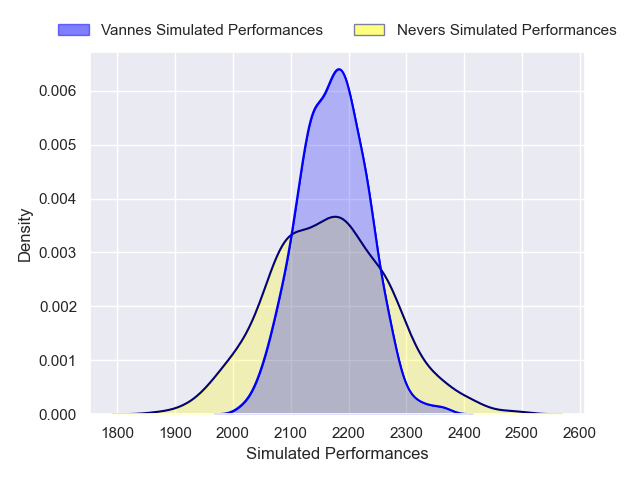 Vannes Simulated Performances
Nevers Simulated Performances
0.006
0.005
0.004
0.003
0.002
0.001
0.000
Density
1800 1900 2000 2100 2200 2300 2400 2500 2600
Simulated Performances